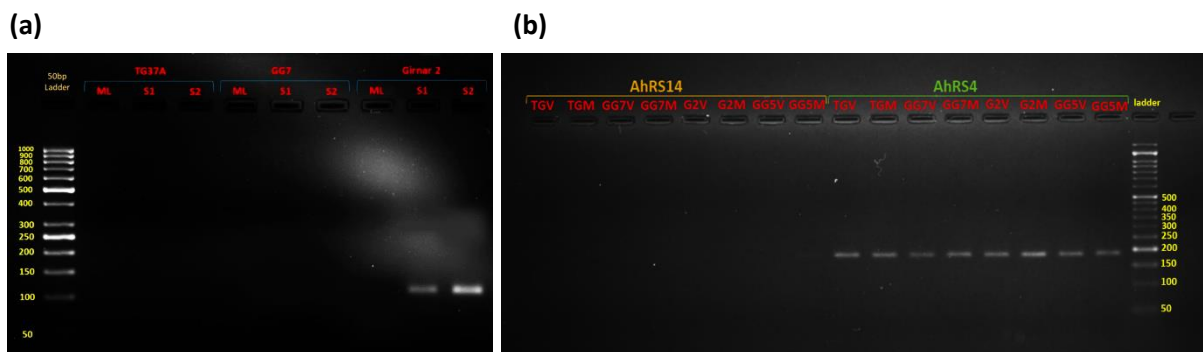 (a)
(b)
50bp
Ladder
TG37A GG7 Girnar 2
ML S1 S2 ML S1 S2 ML S1 S2
1000
900
800
700
600
500
400
300
250
200
150
100
50
AhRS14 AhRS4
TGV TGM GG7V GG7M G2V G2M GG5V GG5M TGV TGM GG7V GG7M G2V G2M GG5V GG5M ladder
500
400
350
300
250
200
150
100
50